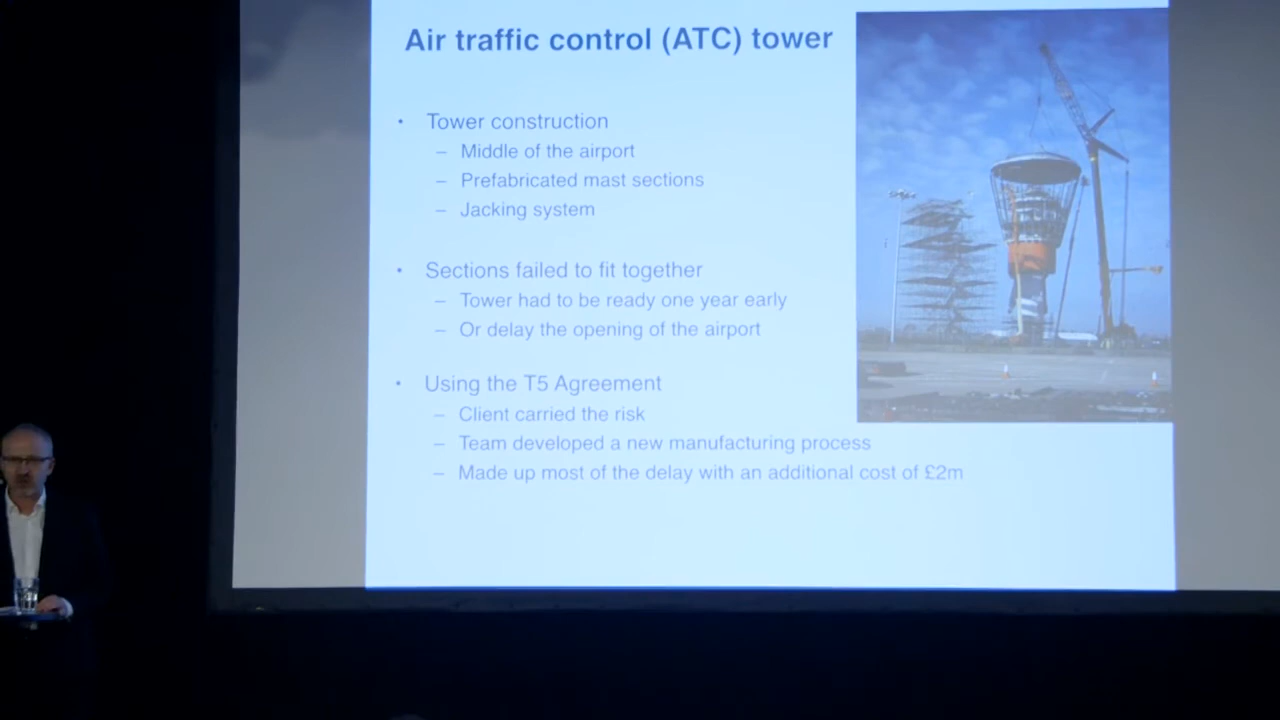 Air traffic control (ATC) tower
• Tower construction
– Middle of the airport
– Prefabricated mast sections
– Jacking system
• Sections failed to fit together
– Tower had to be ready one year early
– Or delay the opening of the airport
• Using the T5 Agreement
– Client carried the risk
– Team developed a new manufacturing process
– Made up most of the delay with an additional cost of £2m